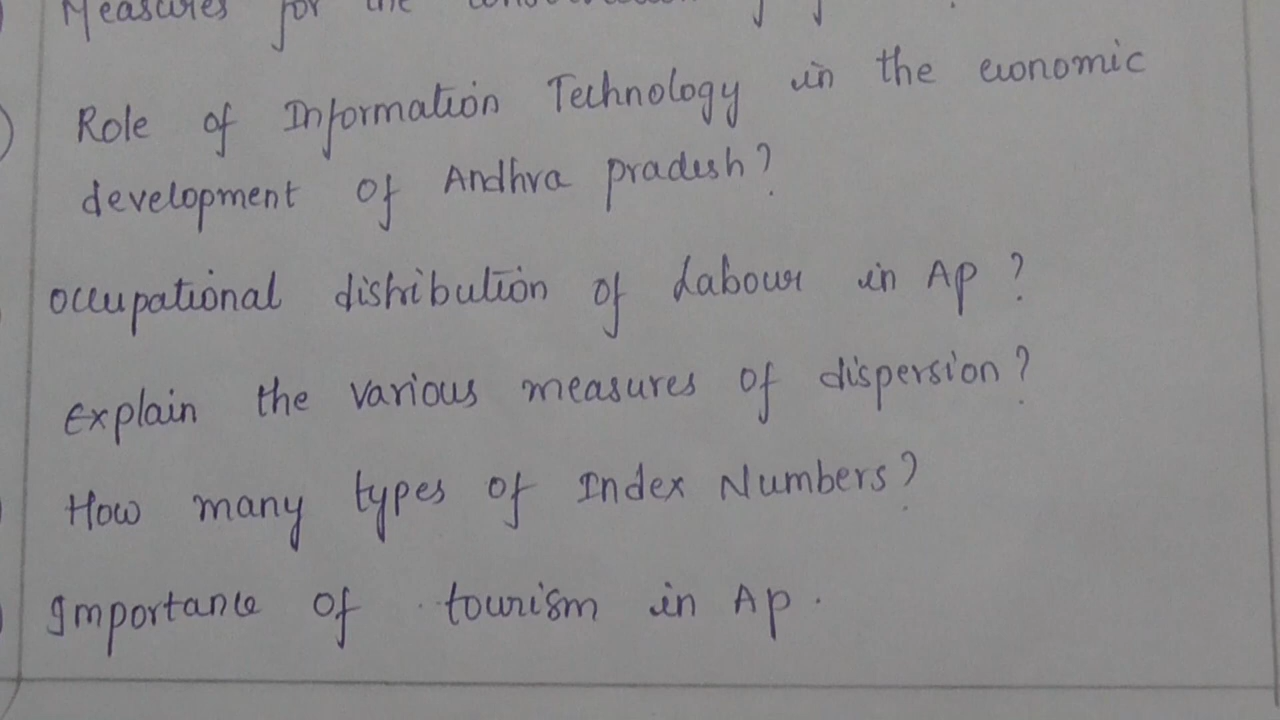 Measures for the
Role of Information Technology in the economic
development of Andhra pradesh?
occupational distribution of Labour in AP?
Explain the various measures of dispersion?
How many types of Index Numbers?
Importance of tourism in AP.